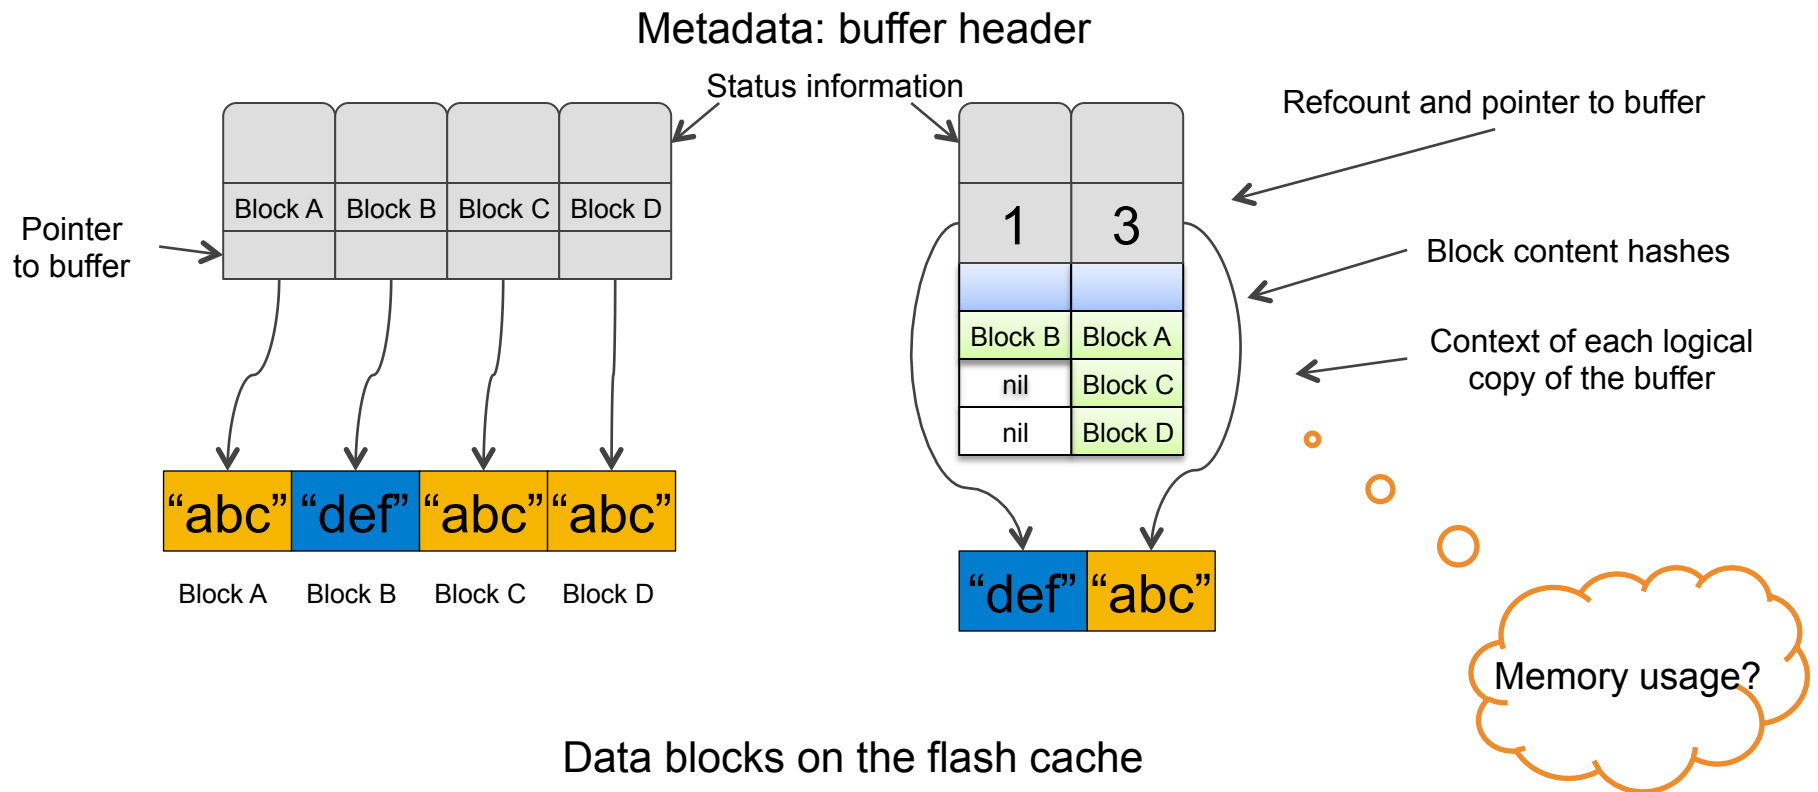 Metadata: buffer header
Status information
Refcount and pointer to buffer
Block A Block B Block C Block D
Pointer
to buffer
1 3
Block content hashes
Block B Block A
nil Block C
nil Block D
Context of each logical
copy of the buffer
“abc” “def” “abc” “abc”
Block A Block B Block C Block D
“def” “abc”
Memory usage?
Data blocks on the flash cache